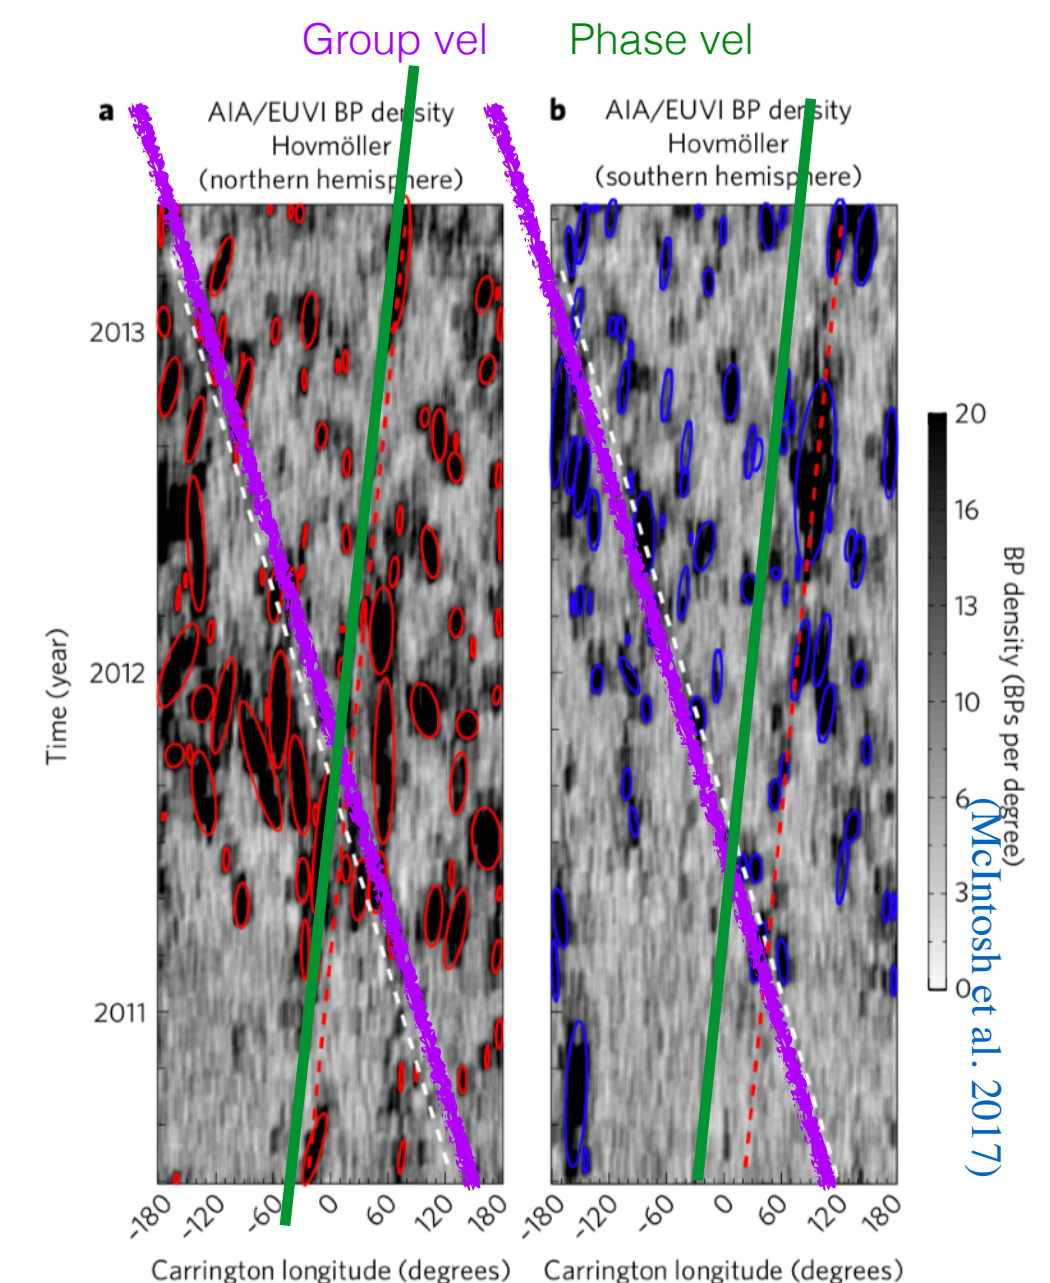 Group vel
Phase vel
a
AIA/EUVI BP density
Hovmöller
(northern hemisphere)
b
AIA/EUVI BP density
Hovmöller
(southern hemisphere)
Time (year)
2013
2012
2011
-180 -120 -60 0 60 120 180
Carrington longitude (degrees)
-180 -120 -60 0 60 120 180
Carrington longitude (degrees)
20
16
13
10
6
3
0
BP density (BPs per degree)
(McIntosh et al. 2017)